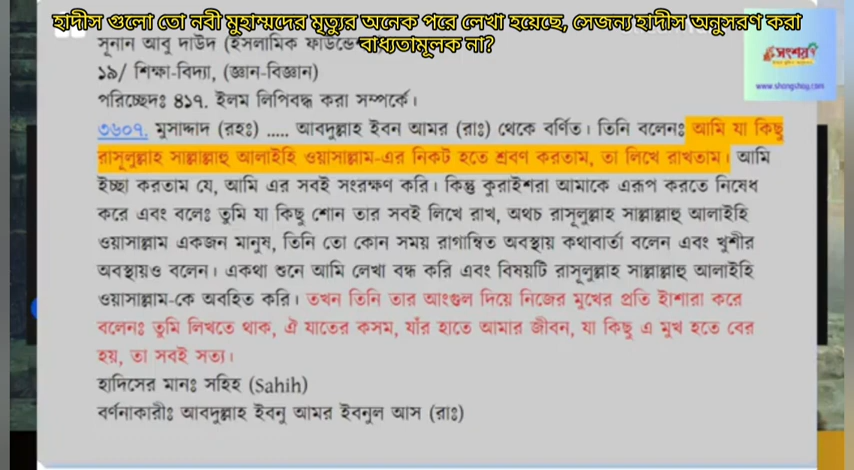 হাদীস গুলো তো নবী মুহাম্মদের মৃত্যুর অনেক পরে লেখা হয়েছে, সেজন্য হাদীস অনুসরণ করা
বাধ্যতামূলক না?
সূনান আবু দাউদ (ইসলামিক
১৯/ শিক্ষা-বিদ্যা, (জ্ঞান-বিজ্ঞান)
পরিচ্ছেদঃ ৪১৭. ইলম লিপিবদ্ধ করা সম্পর্কে।
৩৬০৭. মুসাদ্দাদ (রহঃ) ..... আবদুল্লাহ ইবন আমর (রাঃ) থেকে বর্ণিত। তিনি বলেনঃ আমি যা কিছু
রাসূলুল্লাহ সাল্লাল্লাহু আলাইহি ওয়াসাল্লাম-এর নিকট হতে শ্রবণ করতাম, তা লিখে রাখতাম। আমি
ইচ্ছা করতাম যে, আমি এর সবই সংরক্ষণ করি। কিন্তু কুরাইশরা আমাকে এরূপ করতে নিষেধ
করে এবং বলেঃ তুমি যা কিছু শোন তার সবই লিখে রাখ, অথচ রাসূলুল্লাহ সাল্লাল্লাহু আলাইহি
ওয়াসাল্লাম একজন মানুষ, তিনি তো কোন সময় রাগান্বিত অবস্থায় কথাবার্তা বলেন এবং খুশীর
অবস্থায়ও বলেন। একথা শুনে আমি লেখা বন্ধ করি এবং বিষয়টি রাসূলুল্লাহ সাল্লাল্লাহু আলাইহি
ওয়াসাল্লাম-কে অবহিত করি। তখন তিনি তার আংগুল দিয়ে নিজের মুখের প্রতি ইাশারা করে
বলেনঃ তুমি লিখতে থাক, ঐ যাতের কসম, যাঁর হাতে আমার জীবন, যা কিছু এ মুখ হতে বের
হয়, তা সবই সত্য।
হাদিসের মানঃ সহিহ (Sahih)
বর্ণনাকারীঃ আবদুল্লাহ ইবনু আমর ইবনুল আস (রাঃ)
সংশয়
www.shongshoy.com